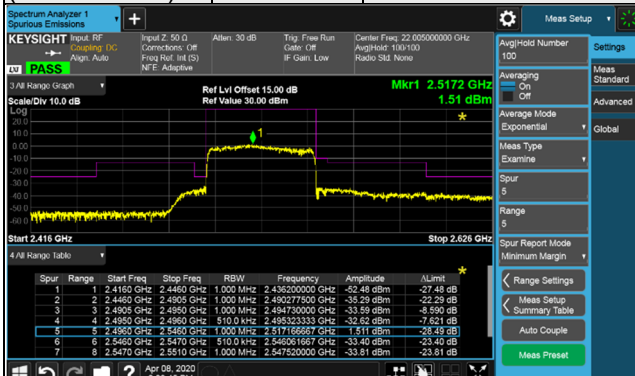 Spectrum Analyzer 1
Spurious Emissions
Meas Setup
KEYSIGHT
Input: RF
Coupling: DC
Align: Auto
Input Z: 50 Ω
Corrections: Off
Freq Ref: Int (S)
NFE: Adaptive
Atten: 30 dB
Trig: Free Run
Gate: Off
IF Gain: Low
Center Freq: 22.005000000 GHz
Avg|Hold: 100/100
Radio Std: None
PASS
3 All Range Graph
Scale/Div 10.0 dB
Ref Lvl Offset 15.00 dB
Ref Value 30.00 dBm
Mkr1 2.5172 GHz
1.51 dBm
Log
20.0
10.0
0.00
-10.0
-20.0
-30.0
-40.0
-50.0
-60.0
1
Start 2.416 GHz
Stop 2.626 GHz
4 All Range Table
Spur Range Start Freq Stop Freq RBW Frequency Amplitude ΔLimit
1 1 2.4160 GHz 2.4460 GHz 1.000 MHz 2.436200000 GHz -52.48 dBm -27.48 dB
2 2 2.4460 GHz 2.4905 GHz 1.000 MHz 2.490277500 GHz -35.29 dBm -22.29 dB
3 3 2.4905 GHz 2.4950 GHz 1.000 MHz 2.494730000 GHz -33.59 dBm -8.590 dB
4 4 2.4950 GHz 2.4960 GHz 510.0 kHz 2.495323333 GHz -32.62 dBm -7.621 dB
5 5 2.4960 GHz 2.5460 GHz 1.000 MHz 2.517166667 GHz 1.511 dBm -28.49 dB
6 7 2.5460 GHz 2.5470 GHz 510.0 kHz 2.546061667 GHz -33.40 dBm -23.40 dB
7 8 2.5470 GHz 2.5510 GHz 1.000 MHz 2.547520000 GHz -33.81 dBm -23.81 dB
Avg|Hold Number
100
Averaging
On
Off
Average Mode
Exponential
Meas Type
Examine
Spur
5
Range
5
Spur Report Mode
Minimum Margin
Range Settings
Meas Setup
Summary Table
Auto Couple
Meas Preset
Settings
Meas
Standard
Advanced
Global
Apr 08, 2020